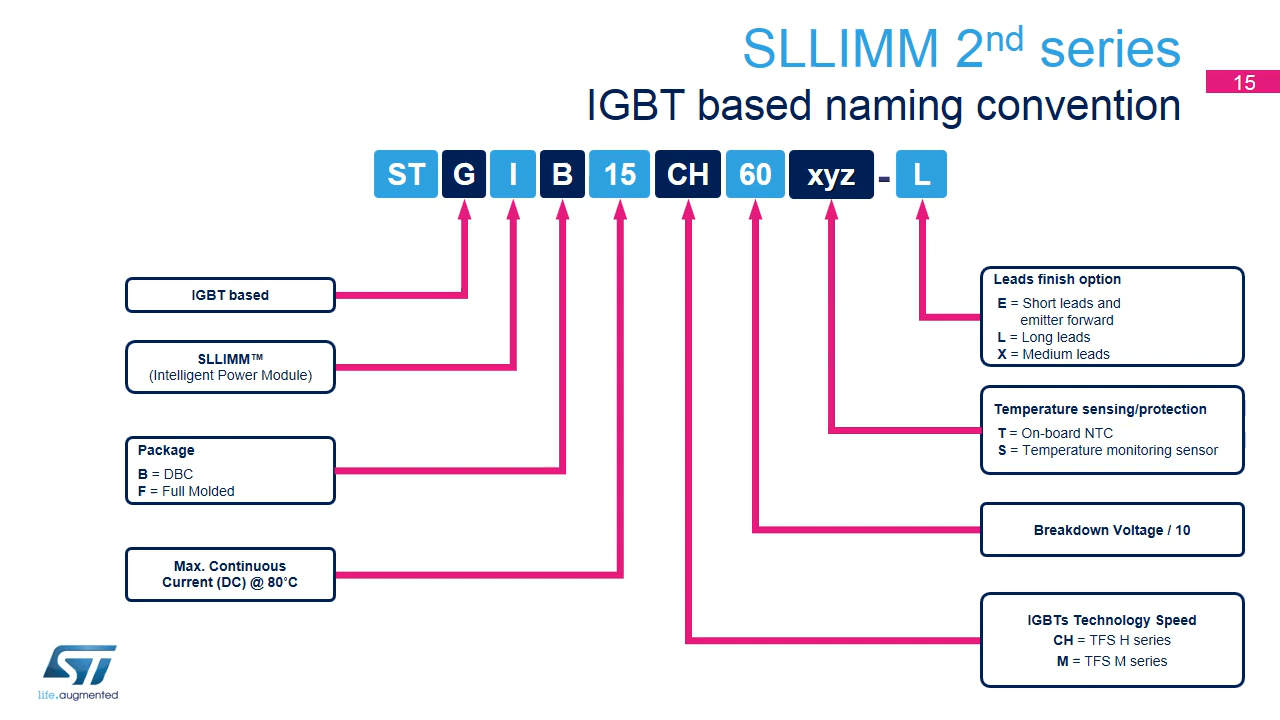 SLLIMM 2nd series
15
IGBT based naming convention
ST G I B 15 CH 60 xyz - L
IGBT based
SLLIMM™
(Intelligent Power Module)
Package
B = DBC
F = Full Molded
Max. Continuous
Current (DC) @ 80°C
Leads finish option
E = Short leads and
emitter forward
L = Long leads
X = Medium leads
Temperature sensing/protection
T = On-board NTC
S = Temperature monitoring sensor
Breakdown Voltage / 10
IGBTs Technology Speed
CH = TFS H series
M = TFS M series
ST
life.augmented